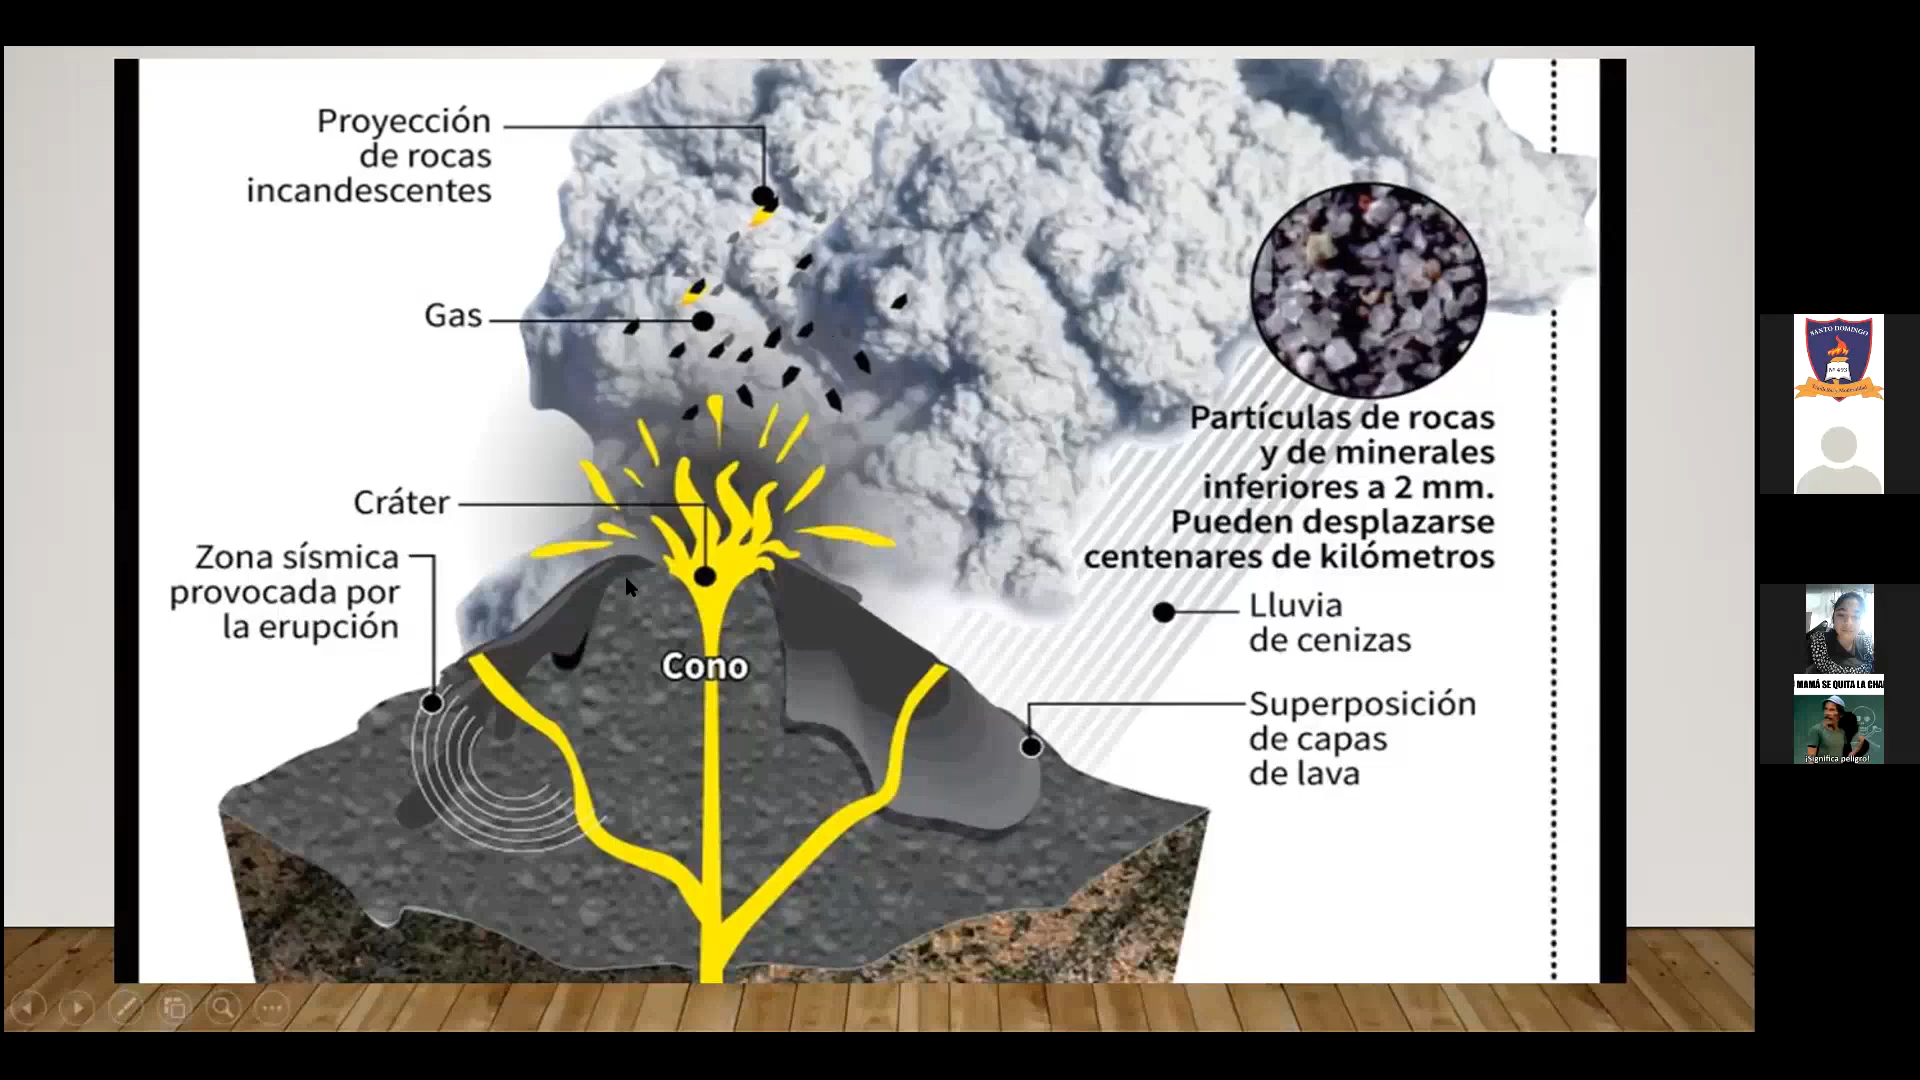 Proyección
de rocas
incandescentes
Gas
Cráter
Zona sísmica
provocada por
la erupción
Cono
Partículas de rocas
y de minerales
inferiores a 2 mm.
Pueden desplazarse
centenares de kilómetros
Lluvia
de cenizas
Superposición
de capas
de lava
SANTO DOMINGO
Nº 493
MAMÁ SE QUITA LA CHA
¡Significa peligro!